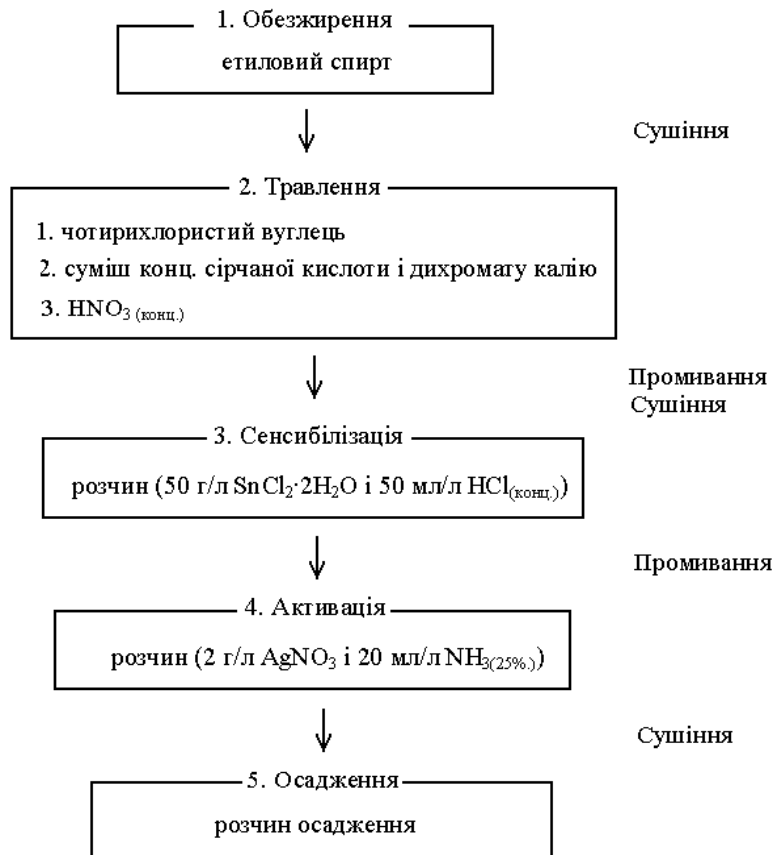 1. Обезжирення
етиловий спирт
Сушіння
2. Травлення
1. чотирихлористий вуглець
2. суміш конц. сірчаної кислоти і дихромату калію
3. HNO₃ (конц.)
Промивання
Сушіння
3. Сенсибілізація
розчин (50 г/л SnCl₂·2H₂O і 50 мл/л HCl(конц.))
Промивання
4. Активація
розчин (2 г/л AgNO₃ і 20 мл/л NH₃(25%.))
Сушіння
5. Осадження
розчин осадження